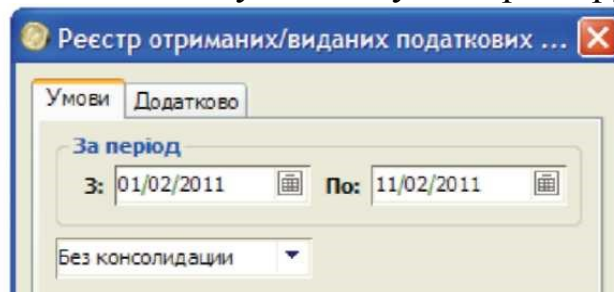 Реєстр отриманих/виданих податкових ...
Умови Додатково
За період
З: 01/02/2011 По: 11/02/2011
Без консолидации